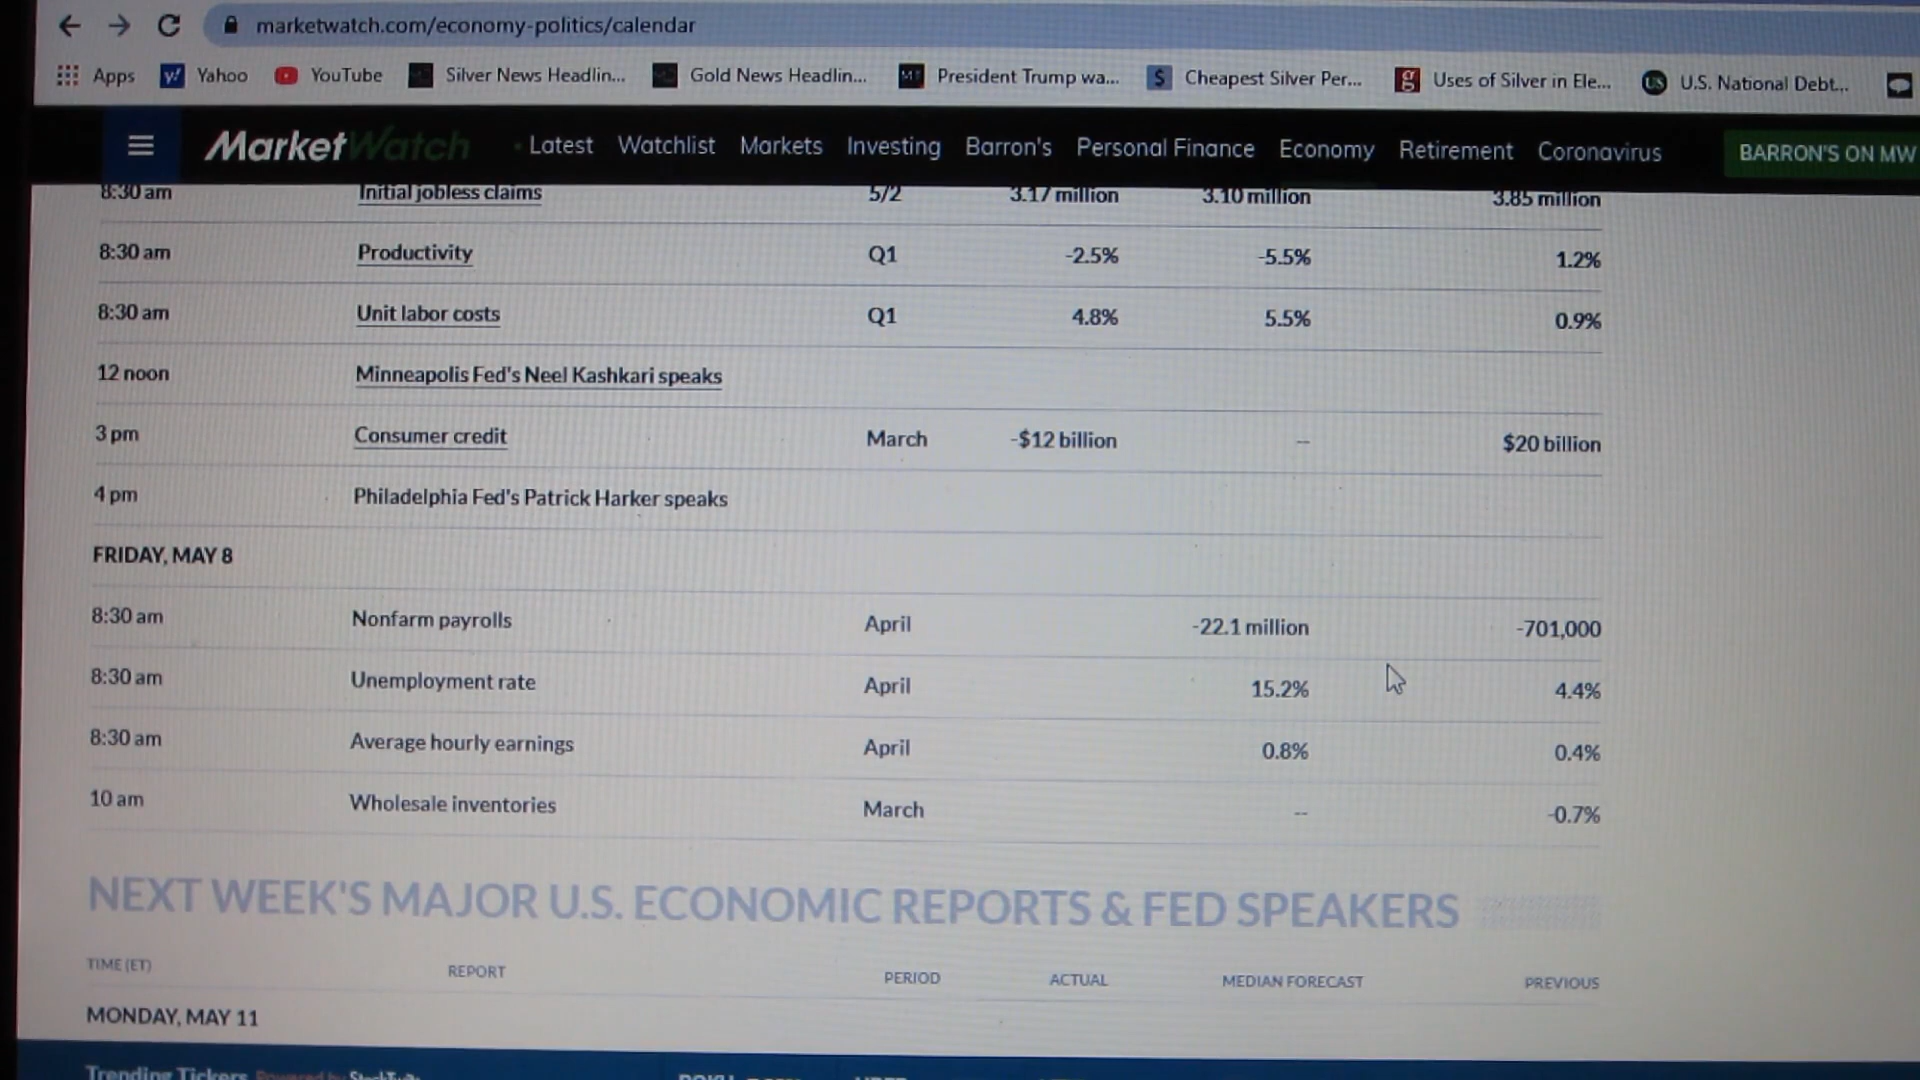 marketwatch.com/economy-politics/calendar
Apps Yahoo YouTube Silver News Headlin... Gold News Headlin... President Trump wa... Cheapest Silver Per... Uses of Silver in Ele... U.S. National Debt...
MarketWatch Latest Watchlist Markets Investing Barron's Personal Finance Economy Retirement Coronavirus BARRON'S ON MW
8:30 am Initial jobless claims 5/2 3.17 million 3.10 million 3.85 million
8:30 am Productivity Q1 -2.5% -5.5% 1.2%
8:30 am Unit labor costs Q1 4.8% 5.5% 0.9%
12 noon Minneapolis Fed's Neel Kashkari speaks
3 pm Consumer credit March -$12 billion -- $20 billion
4 pm Philadelphia Fed's Patrick Harker speaks
FRIDAY, MAY 8
8:30 am Nonfarm payrolls April -22.1 million -701,000
8:30 am Unemployment rate April 15.2% 4.4%
8:30 am Average hourly earnings April 0.8% 0.4%
10 am Wholesale inventories March -- -0.7%
NEXT WEEK'S MAJOR U.S. ECONOMIC REPORTS & FED SPEAKERS
TIME (ET) REPORT PERIOD ACTUAL MEDIAN FORECAST PREVIOUS
MONDAY, MAY 11
Trending Tickers Powered by